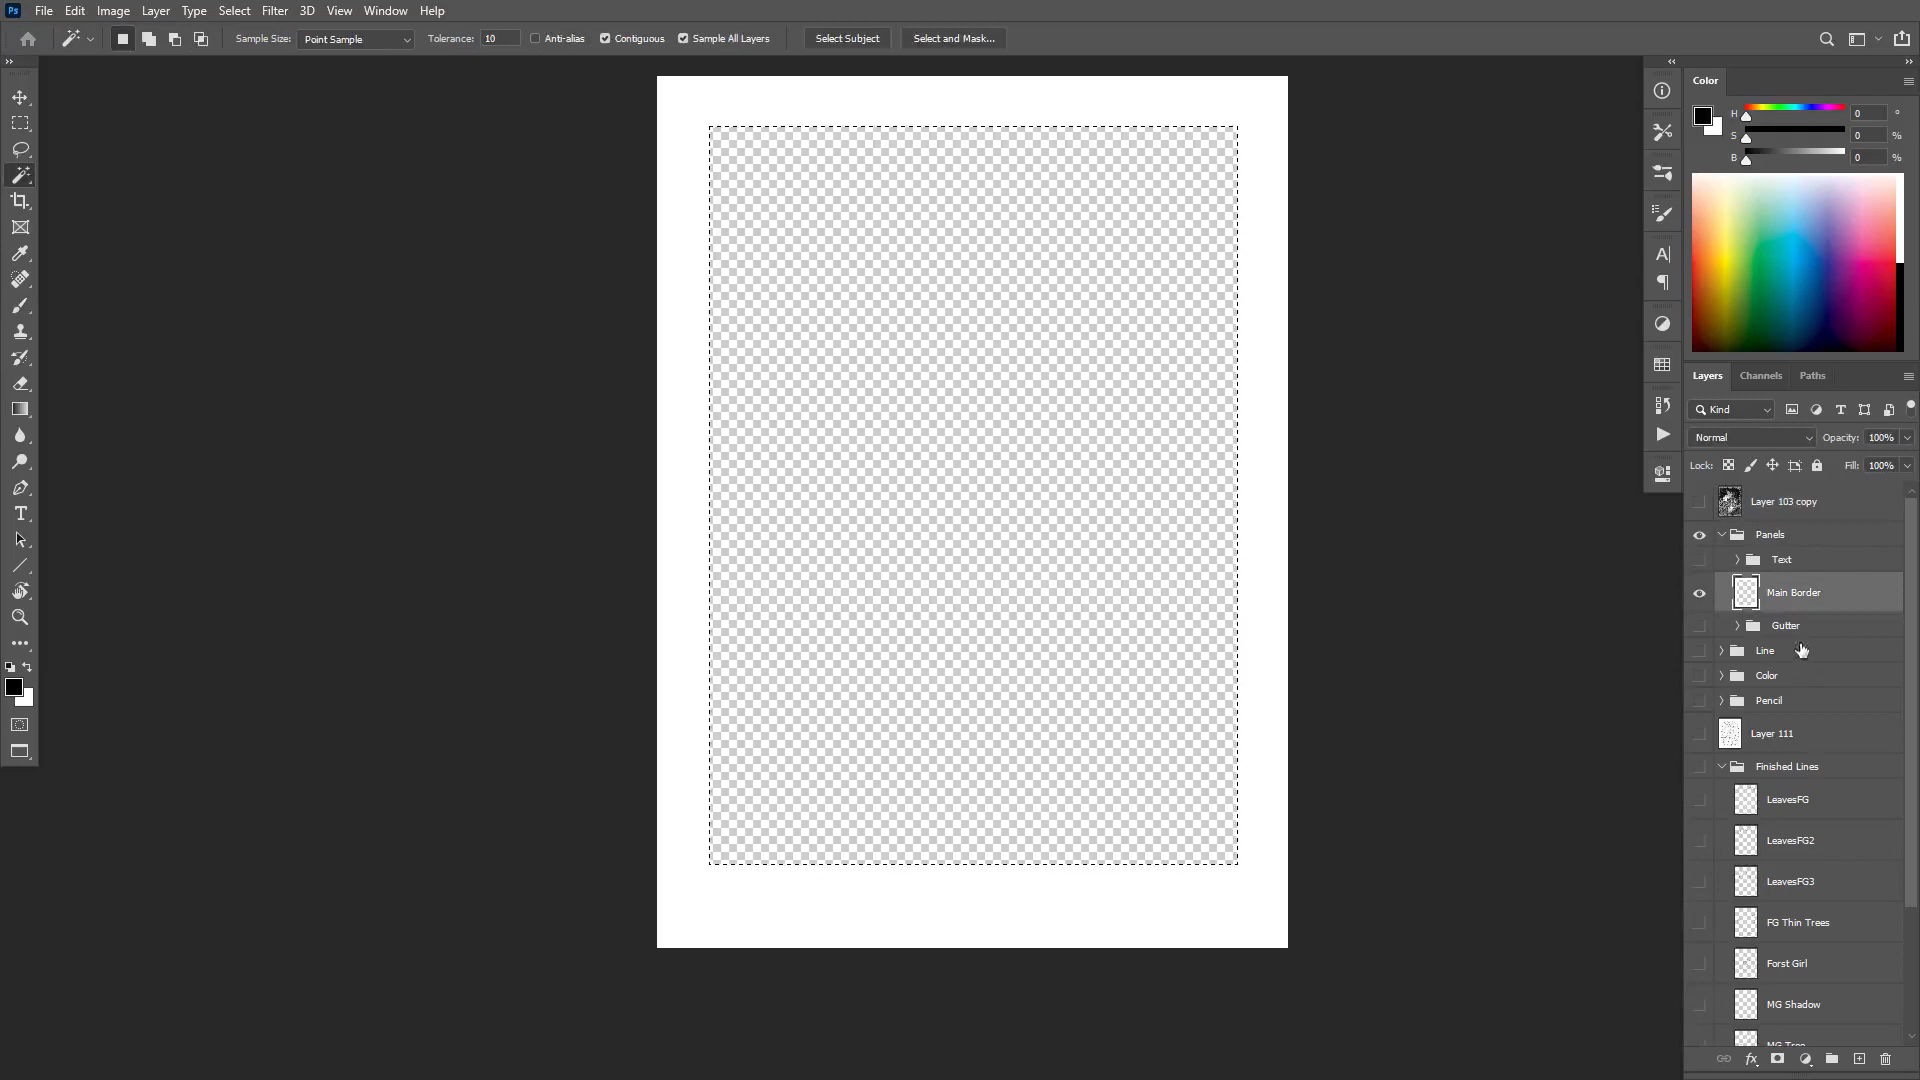 Ps File Edit Image Layer Type Select Filter 3D View Window Help
Sample Size: Point Sample Tolerance: 10 Anti-alias Contiguous Sample All Layers Select Subject Select and Mask...
Color
H 0 °
S 0 %
B 0 %
Layers Channels Paths
Kind
Normal Opacity: 100%
Lock: Fill: 100%
Layer 103 copy
Panels
Text
Main Border
Gutter
Line
Color
Pencil
Layer 111
Finished Lines
LeavesFG
LeavesFG2
LeavesFG3
FG Thin Trees
Forst Girl
MG Shadow
MG Tree
fx